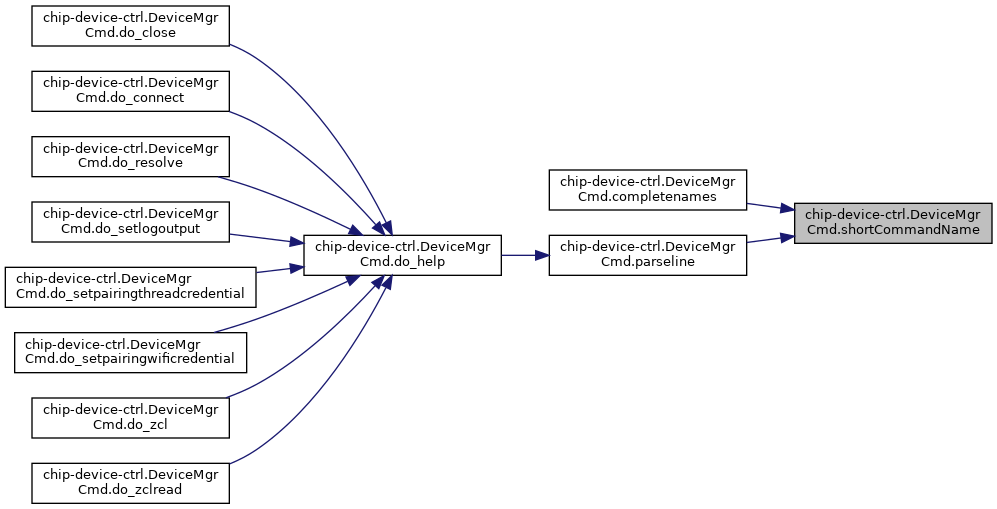 chip-device-ctrl.DeviceMgr
Cmd.do_close
chip-device-ctrl.DeviceMgr
Cmd.do_connect
chip-device-ctrl.DeviceMgr
Cmd.do_resolve
chip-device-ctrl.DeviceMgr
Cmd.do_setlogoutput
chip-device-ctrl.DeviceMgr
Cmd.do_setpairingthreadcredential
chip-device-ctrl.DeviceMgr
Cmd.do_setpairingwificredential
chip-device-ctrl.DeviceMgr
Cmd.do_zcl
chip-device-ctrl.DeviceMgr
Cmd.do_zclread
chip-device-ctrl.DeviceMgr
Cmd.do_help
chip-device-ctrl.DeviceMgr
Cmd.completenames
chip-device-ctrl.DeviceMgr
Cmd.parseline
chip-device-ctrl.DeviceMgr
Cmd.shortCommandName